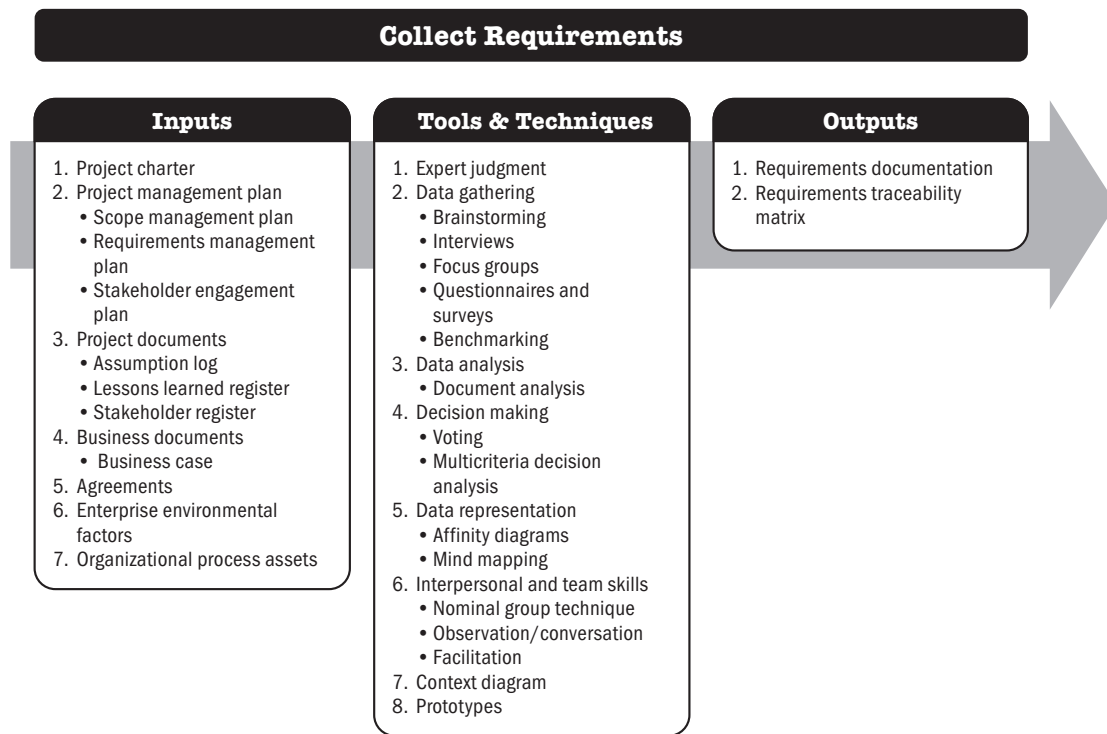 Collect Requirements
Inputs
1. Project charter
2. Project management plan
• Scope management plan
• Requirements management
plan
• Stakeholder engagement
plan
3. Project documents
• Assumption log
• Lessons learned register
• Stakeholder register
4. Business documents
• Business case
5. Agreements
6. Enterprise environmental
factors
7. Organizational process assets
Tools & Techniques
1. Expert judgment
2. Data gathering
• Brainstorming
• Interviews
• Focus groups
• Questionnaires and
surveys
• Benchmarking
3. Data analysis
• Document analysis
4. Decision making
• Voting
• Multicriteria decision
analysis
5. Data representation
• Affinity diagrams
• Mind mapping
6. Interpersonal and team skills
• Nominal group technique
• Observation/conversation
• Facilitation
7. Context diagram
8. Prototypes
Outputs
1. Requirements documentation
2. Requirements traceability
matrix